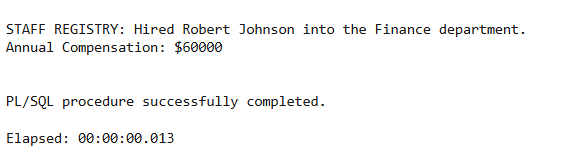 STAFF REGISTRY: Hired Robert Johnson into the Finance department.
Annual Compensation: $60000
PL/SQL procedure successfully completed.
Elapsed: 00:00:00.013